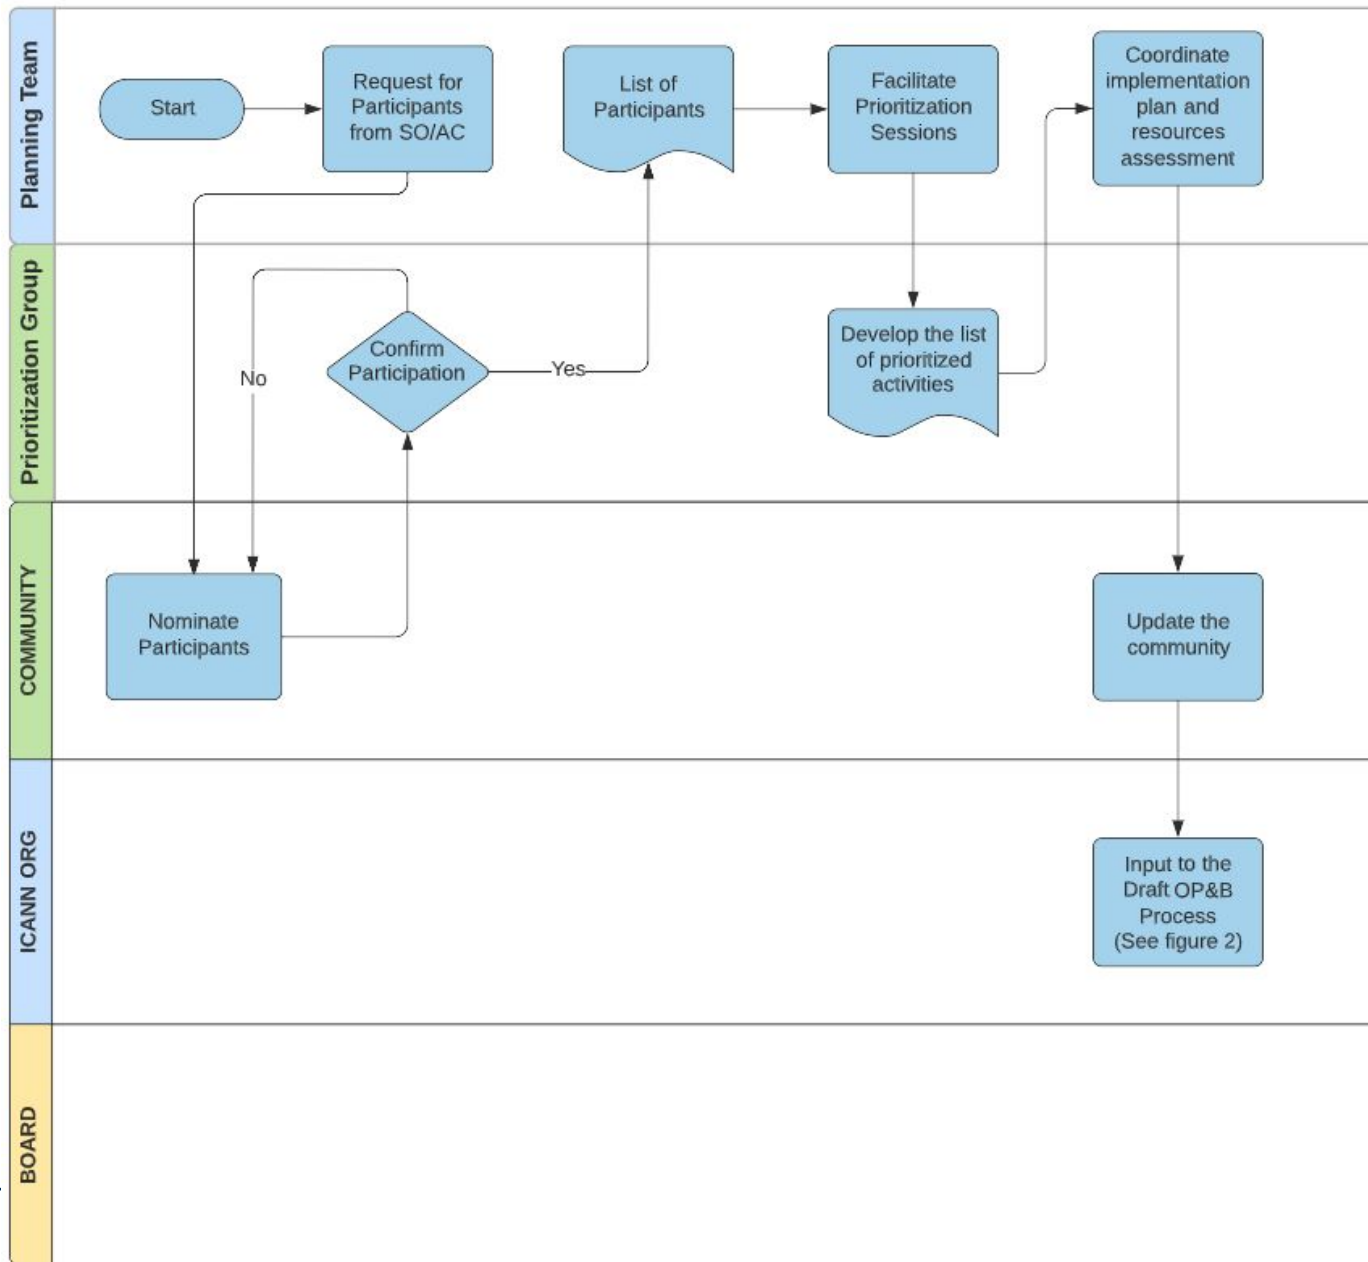 Planning Team
Start
Request for
Participants
from SO/AC
List of
Participants
Facilitate
Prioritization
Sessions
Coordinate
implementation
plan and
resources
assessment
Prioritization Group
No
Confirm
Participation
Yes
Develop the list
of prioritized
activities
COMMUNITY
Nominate
Participants
Update the
community
ICANN ORG
Input to the
Draft OP&B
Process
(See figure 2)
BOARD